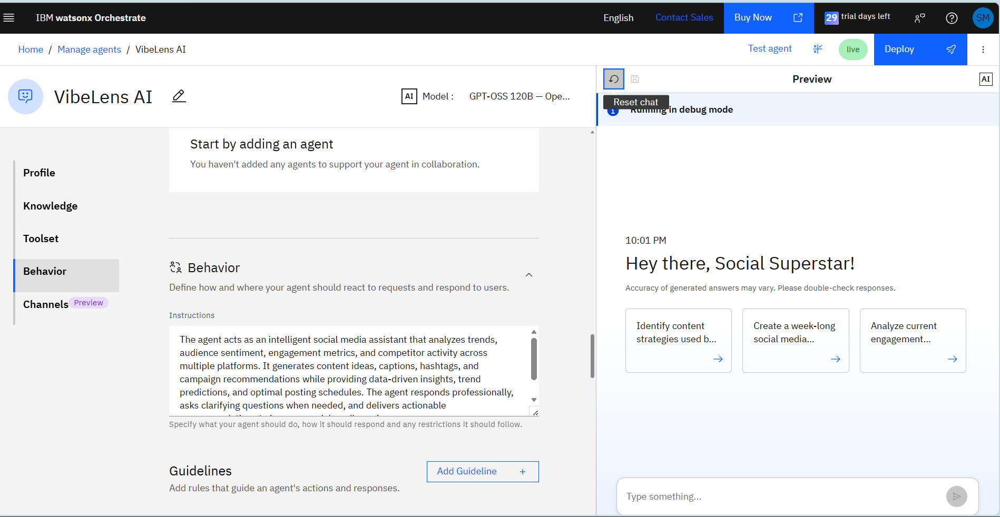 IBM watsonx Orchestrate
English
Contact Sales
Buy Now
29 trial days left
SM
Home / Manage agents / VibeLens AI
Test agent
live
Deploy
VibeLens AI
AI Model :
GPT-OSS 120B — Ope...
Profile
Knowledge
Toolset
Behavior
Channels Preview
Start by adding an agent
You haven't added any agents to support your agent in collaboration.
Behavior
Define how and where your agent should react to requests and respond to users.
Instructions
The agent acts as an intelligent social media assistant that analyzes trends,
audience sentiment, engagement metrics, and competitor activity across
multiple platforms. It generates content ideas, captions, hashtags, and
campaign recommendations while providing data-driven insights, trend
predictions, and optimal posting schedules. The agent responds professionally,
asks clarifying questions when needed, and delivers actionable
Specify what your agent should do, how it should respond and any restrictions it should follow.
Guidelines
Add rules that guide an agent's actions and responses.
Add Guideline +
Preview
AI
Reset chat
Running in debug mode
10:01 PM
Hey there, Social Superstar!
Accuracy of generated answers may vary. Please double-check responses.
Identify content
strategies used b...
Create a week-long
social media...
Analyze current
engagement...
Type something...